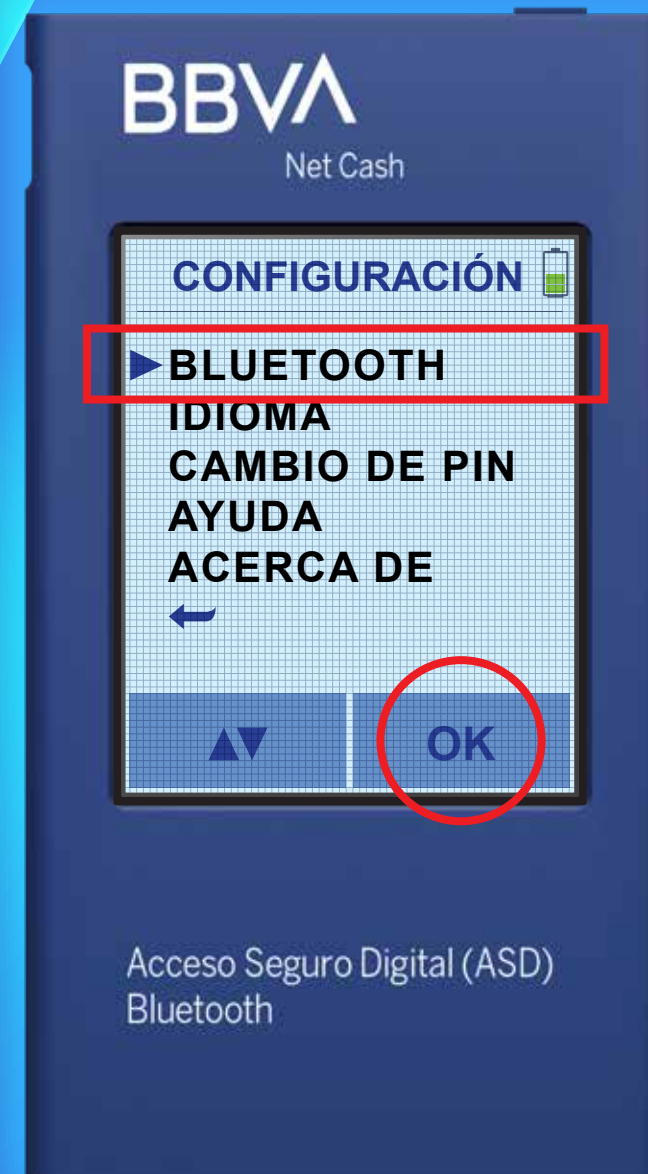 BBVA
Net Cash
CONFIGURACIÓN
BLUETOOTH
IDIOMA
CAMBIO DE PIN
AYUDA
ACERCA DE
OK
Acceso Seguro Digital (ASD)
Bluetooth